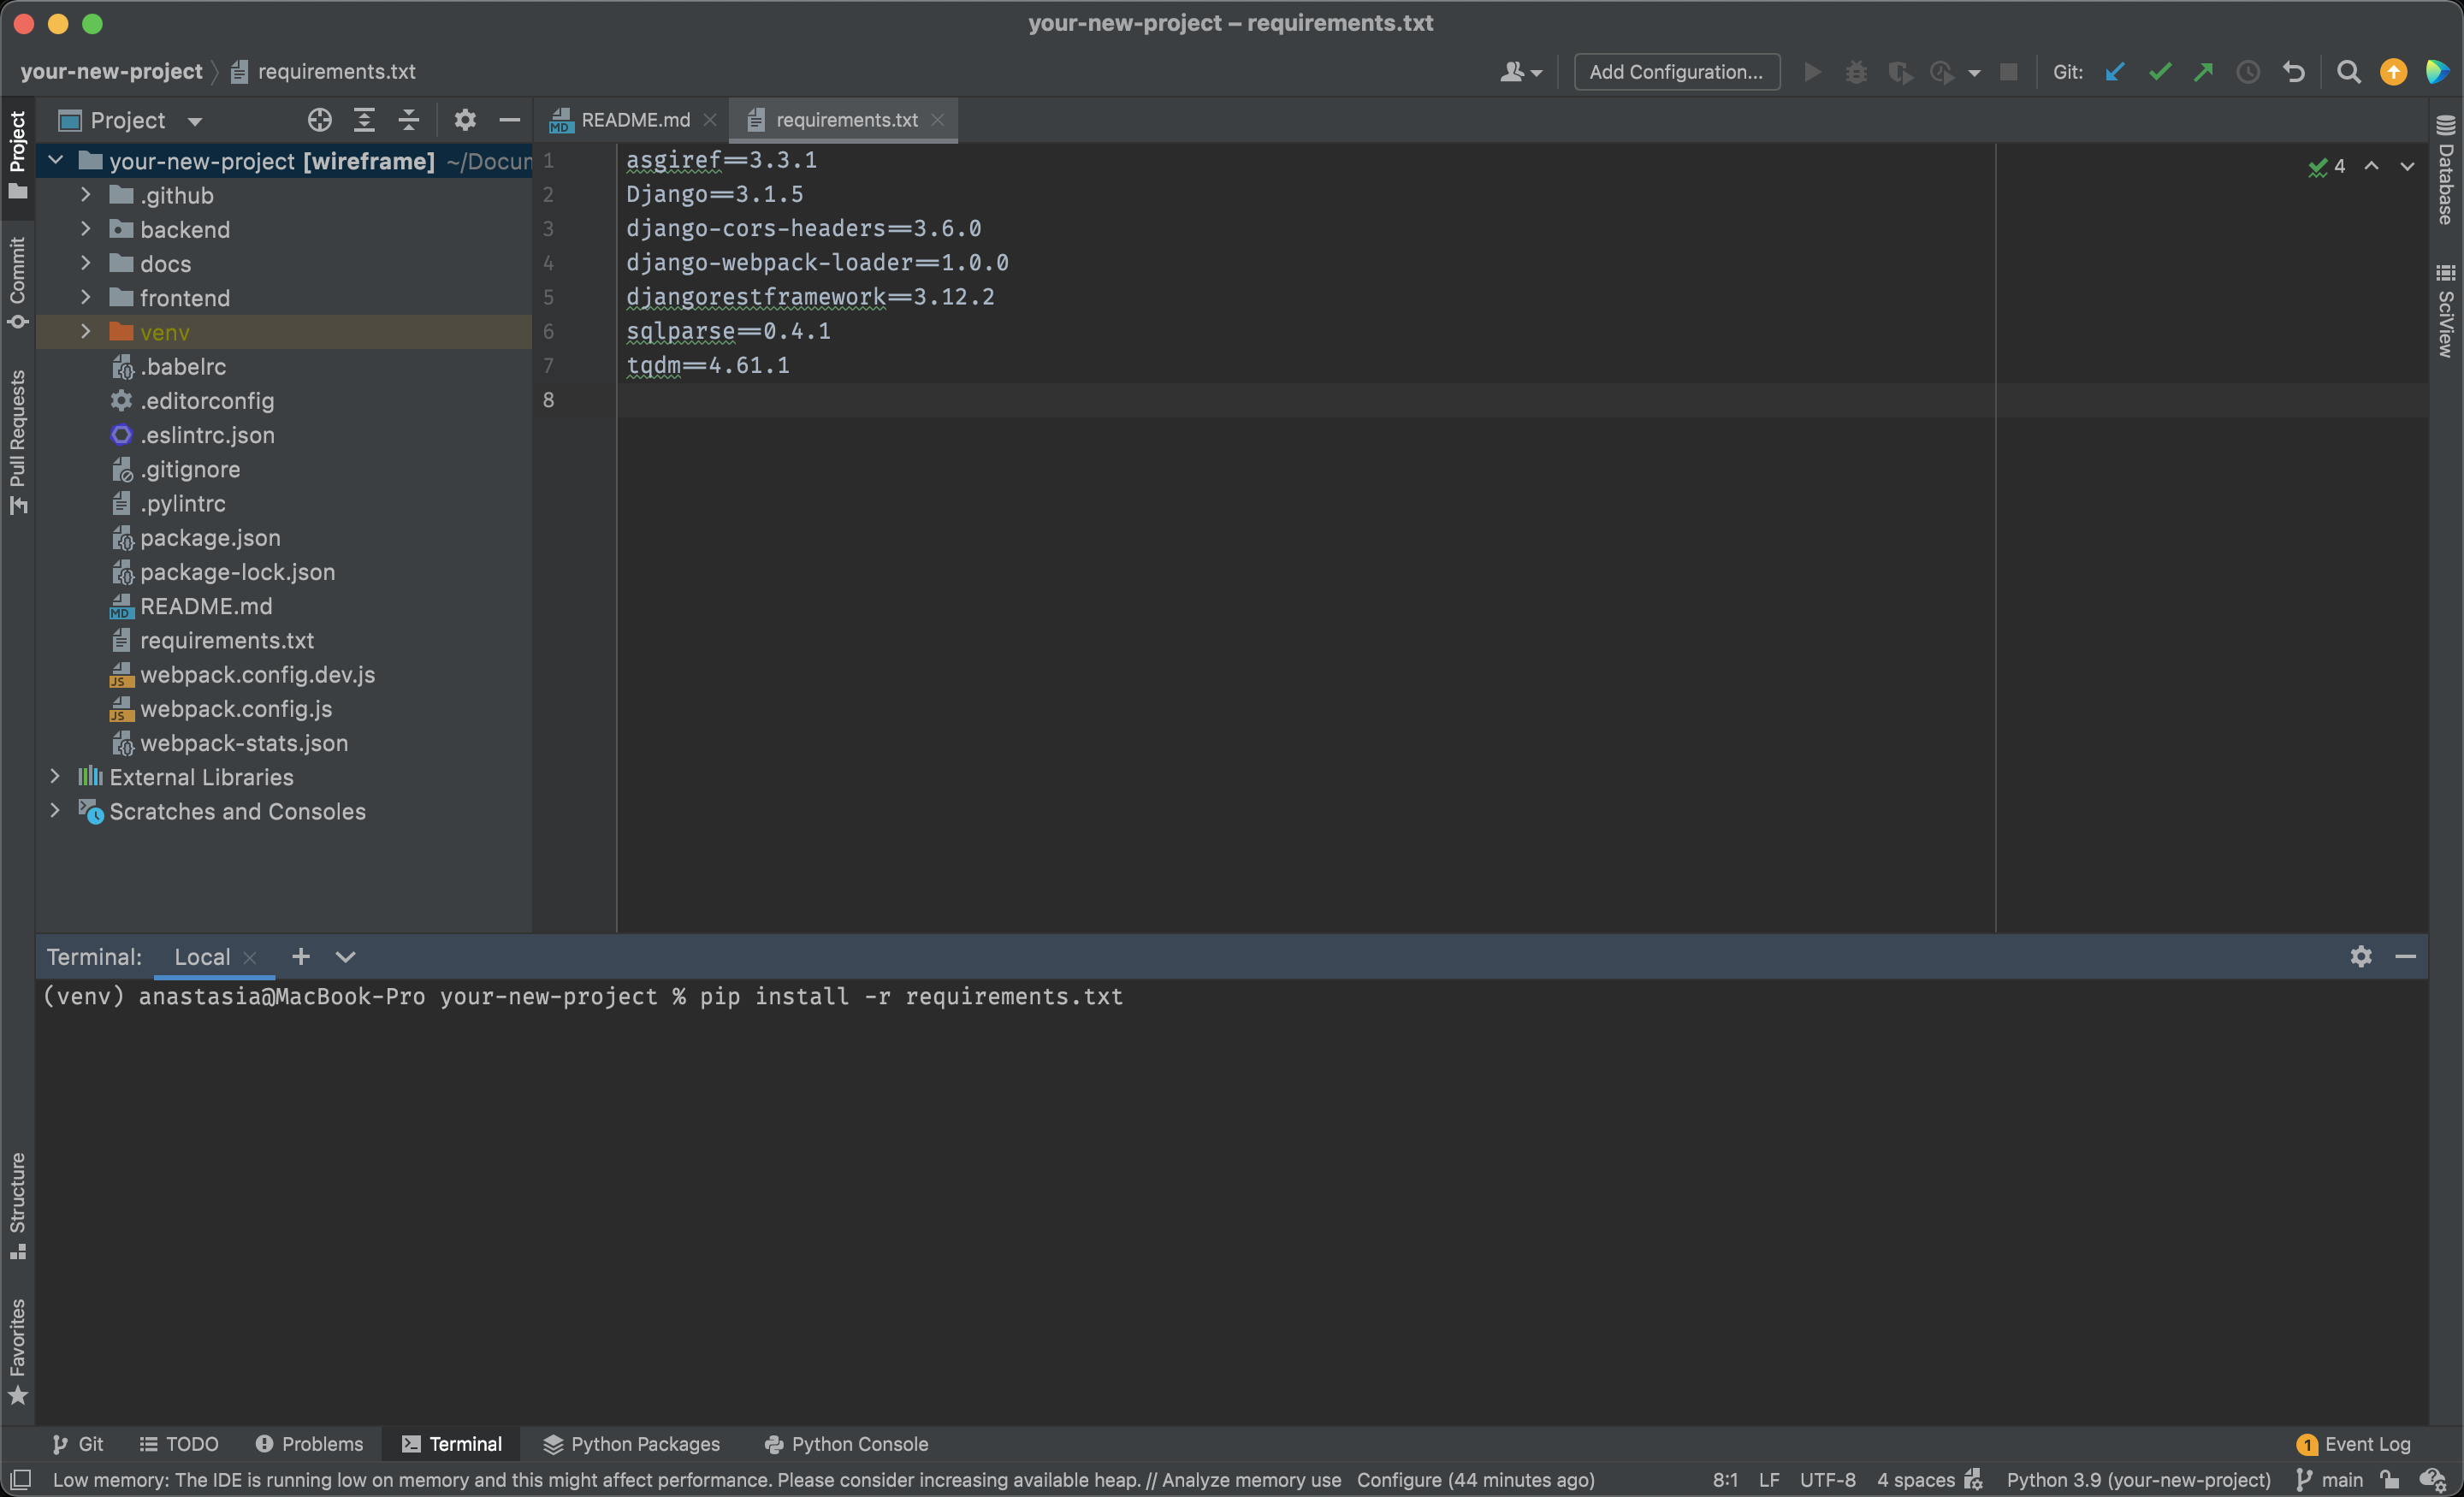 your-new-project – requirements.txt
your-new-project
requirements.txt
Add Configuration...
Git:
Project
Project
Commit
Pull Requests
Structure
Favorites
your-new-project [wireframe] ~/Docum
.github
backend
docs
frontend
venv
.babelrc
.editorconfig
.eslintrc.json
.gitignore
.pylintrc
package.json
package-lock.json
MD README.md
requirements.txt
JS webpack.config.dev.js
JS webpack.config.js
webpack-stats.json
External Libraries
Scratches and Consoles
MD README.md
requirements.txt
1 asgiref==3.3.1
2 Django==3.1.5
3 django-cors-headers==3.6.0
4 django-webpack-loader==1.0.0
5 djangorestframework==3.12.2
6 sqlparse==0.4.1
7 tqdm==4.61.1
8
4
Database
SciView
Terminal: Local
(venv) anastasia@MacBook-Pro your-new-project % pip install -r requirements.txt
Git
TODO
Problems
Terminal
Python Packages
Python Console
1 Event Log
Low memory: The IDE is running low on memory and this might affect performance. Please consider increasing available heap. // Analyze memory use Configure (44 minutes ago)
8:1 LF UTF-8 4 spaces Python 3.9 (your-new-project) main